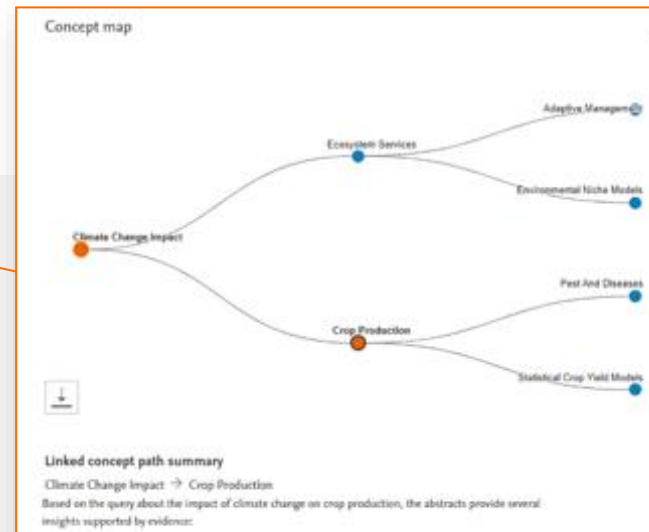 Concept map
Adaptive Management
Ecosystem Services
Environmental Niche Models
Climate Change Impact
Pest And Diseases
Crop Production
Statistical Crop Yield Models
Linked concept path summary
Climate Change Impact → Crop Production
Based on the query about the impact of climate change on crop production, the abstracts provide several
insights supported by evidence: